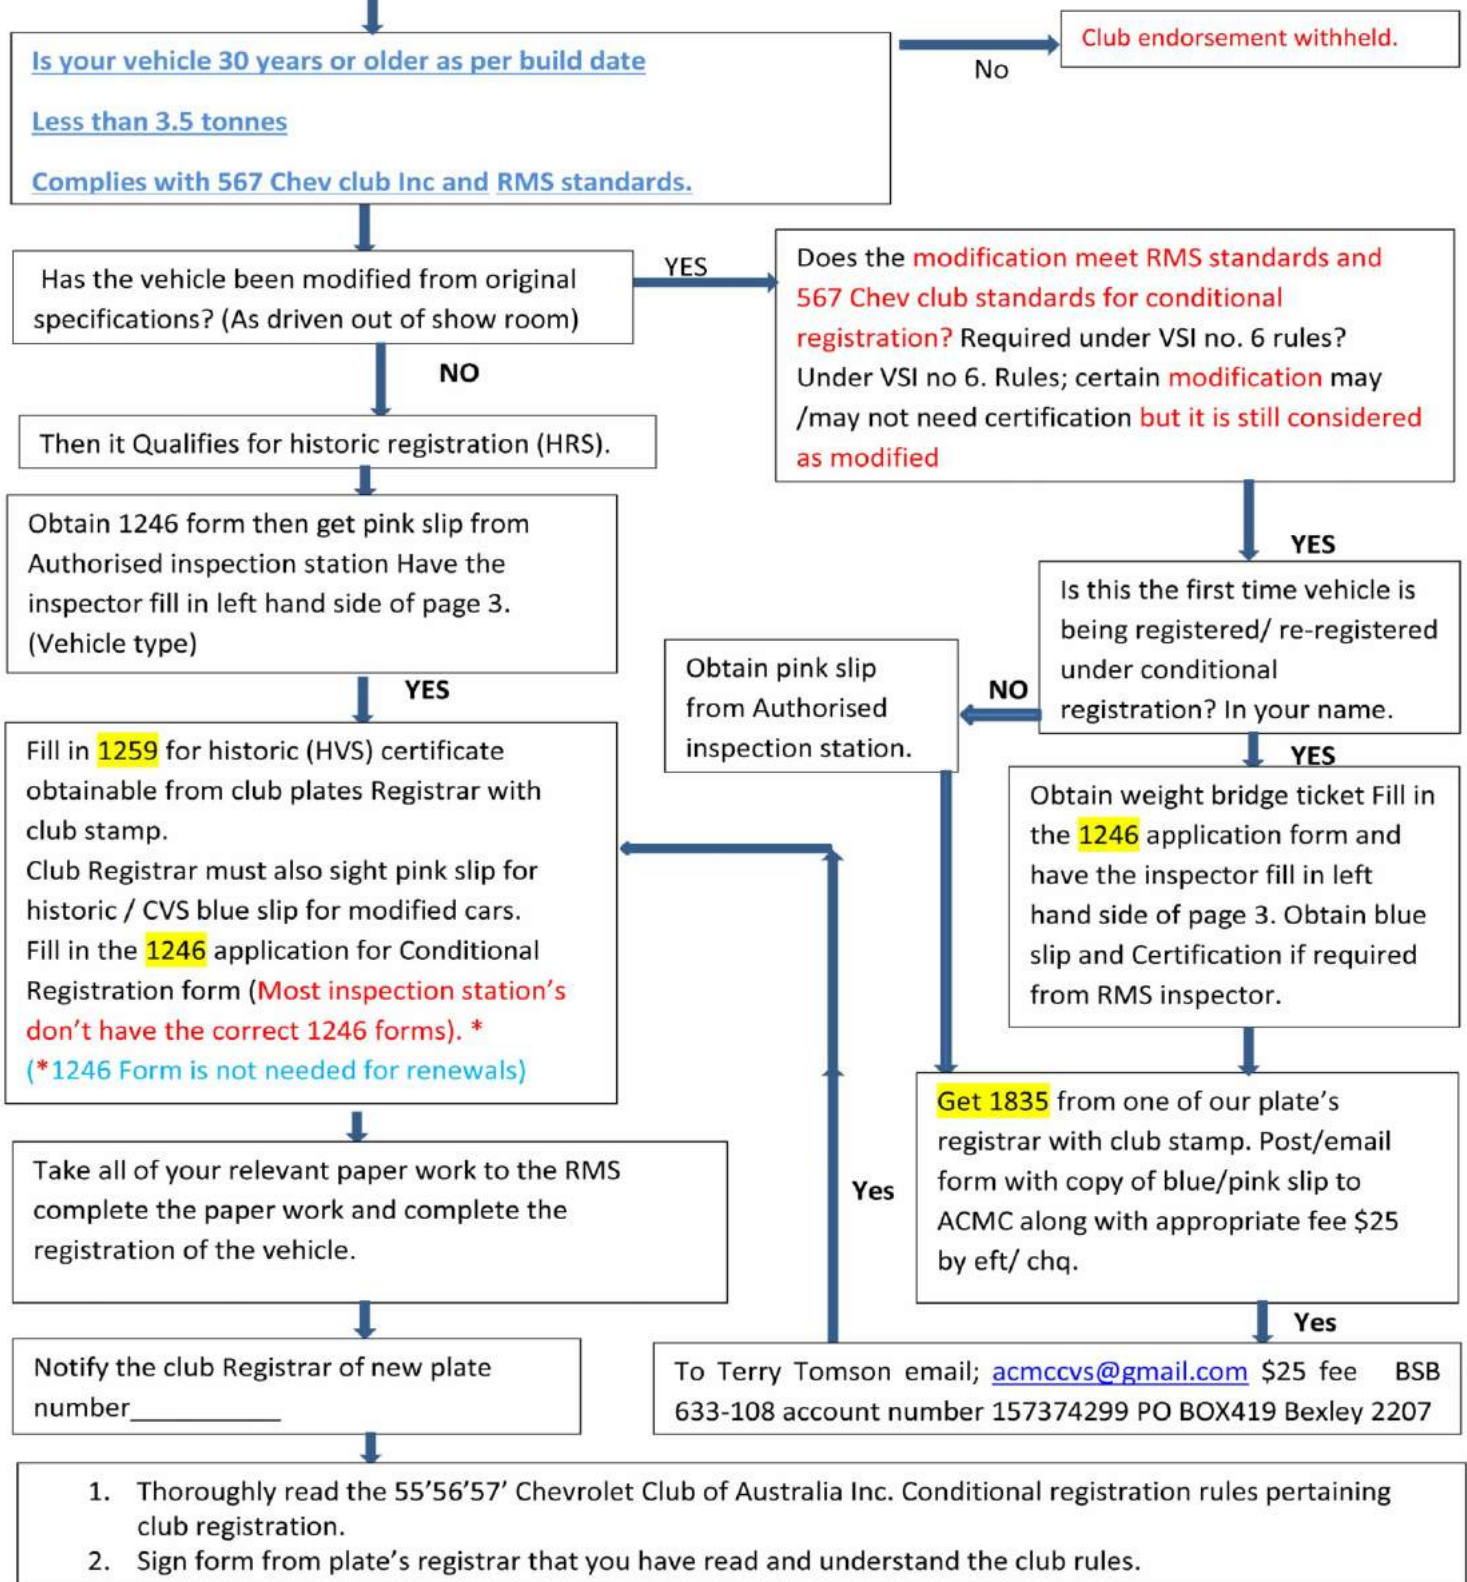 Is your vehicle 30 years or older as per build date
Less than 3.5 tonnes
Complies with 567 Chev club Inc and RMS standards.
No
Club endorsement withheld.
Has the vehicle been modified from original
specifications? (As driven out of show room)
YES
Does the modification meet RMS standards and
567 Chev club standards for conditional
registration? Required under VSI no. 6 rules?
Under VSI no 6. Rules; certain modification may
/may not need certification but it is still considered
as modified
NO
Then it Qualifies for historic registration (HRS).
Obtain 1246 form then get pink slip from
Authorised inspection station Have the
inspector fill in left hand side of page 3.
(Vehicle type)
YES
Is this the first time vehicle is
being registered/ re-registered
under conditional
registration? In your name.
NO
Obtain pink slip
from Authorised
inspection station.
YES
Fill in 1259 for historic (HVS) certificate
obtainable from club plates Registrar with
club stamp.
Club Registrar must also sight pink slip for
historic / CVS blue slip for modified cars.
Fill in the 1246 application for Conditional
Registration form (Most inspection station's
don't have the correct 1246 forms). *
(*1246 Form is not needed for renewals)
YES
Obtain weight bridge ticket Fill in
the 1246 application form and
have the inspector fill in left
hand side of page 3. Obtain blue
slip and Certification if required
from RMS inspector.
Get 1835 from one of our plate's
registrar with club stamp. Post/email
form with copy of blue/pink slip to
ACMC along with appropriate fee $25
by eft/ chq.
Yes
Take all of your relevant paper work to the RMS
complete the paper work and complete the
registration of the vehicle.
Yes
To Terry Tomson email; acmccvs@gmail.com $25 fee BSB
633-108 account number 157374299 PO BOX419 Bexley 2207
Notify the club Registrar of new plate
number__________
1. Thoroughly read the 55'56'57' Chevrolet Club of Australia Inc. Conditional registration rules pertaining
club registration.
2. Sign form from plate's registrar that you have read and understand the club rules.